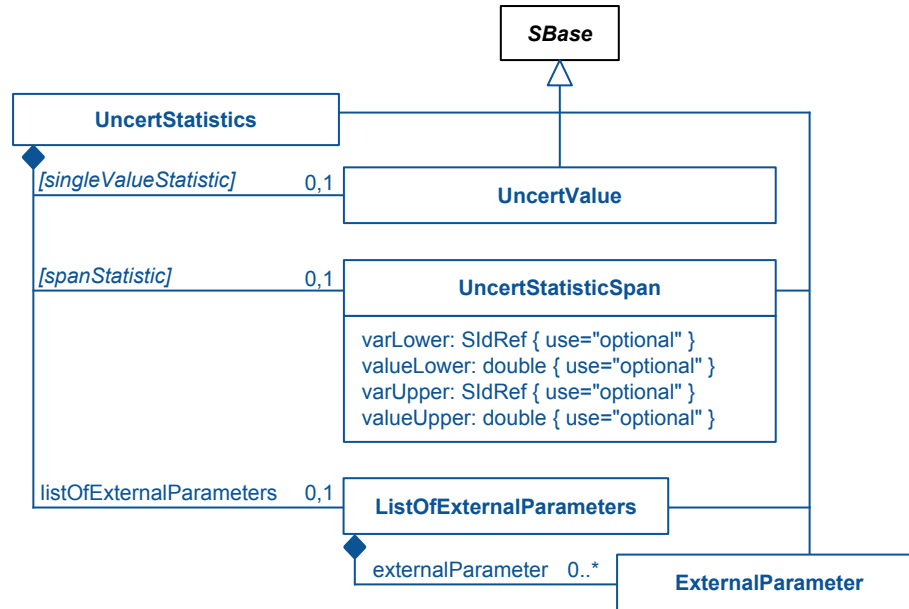 SBase
UncertStatistics
[singleValueStatistic] 0,1
UncertValue
[spanStatistic] 0,1
UncertStatisticSpan
varLower: SIdRef { use="optional" }
valueLower: double { use="optional" }
varUpper: SIdRef { use="optional" }
valueUpper: double { use="optional" }
listOfExternalParameters 0,1
ListOfExternalParameters
externalParameter 0..*
ExternalParameter